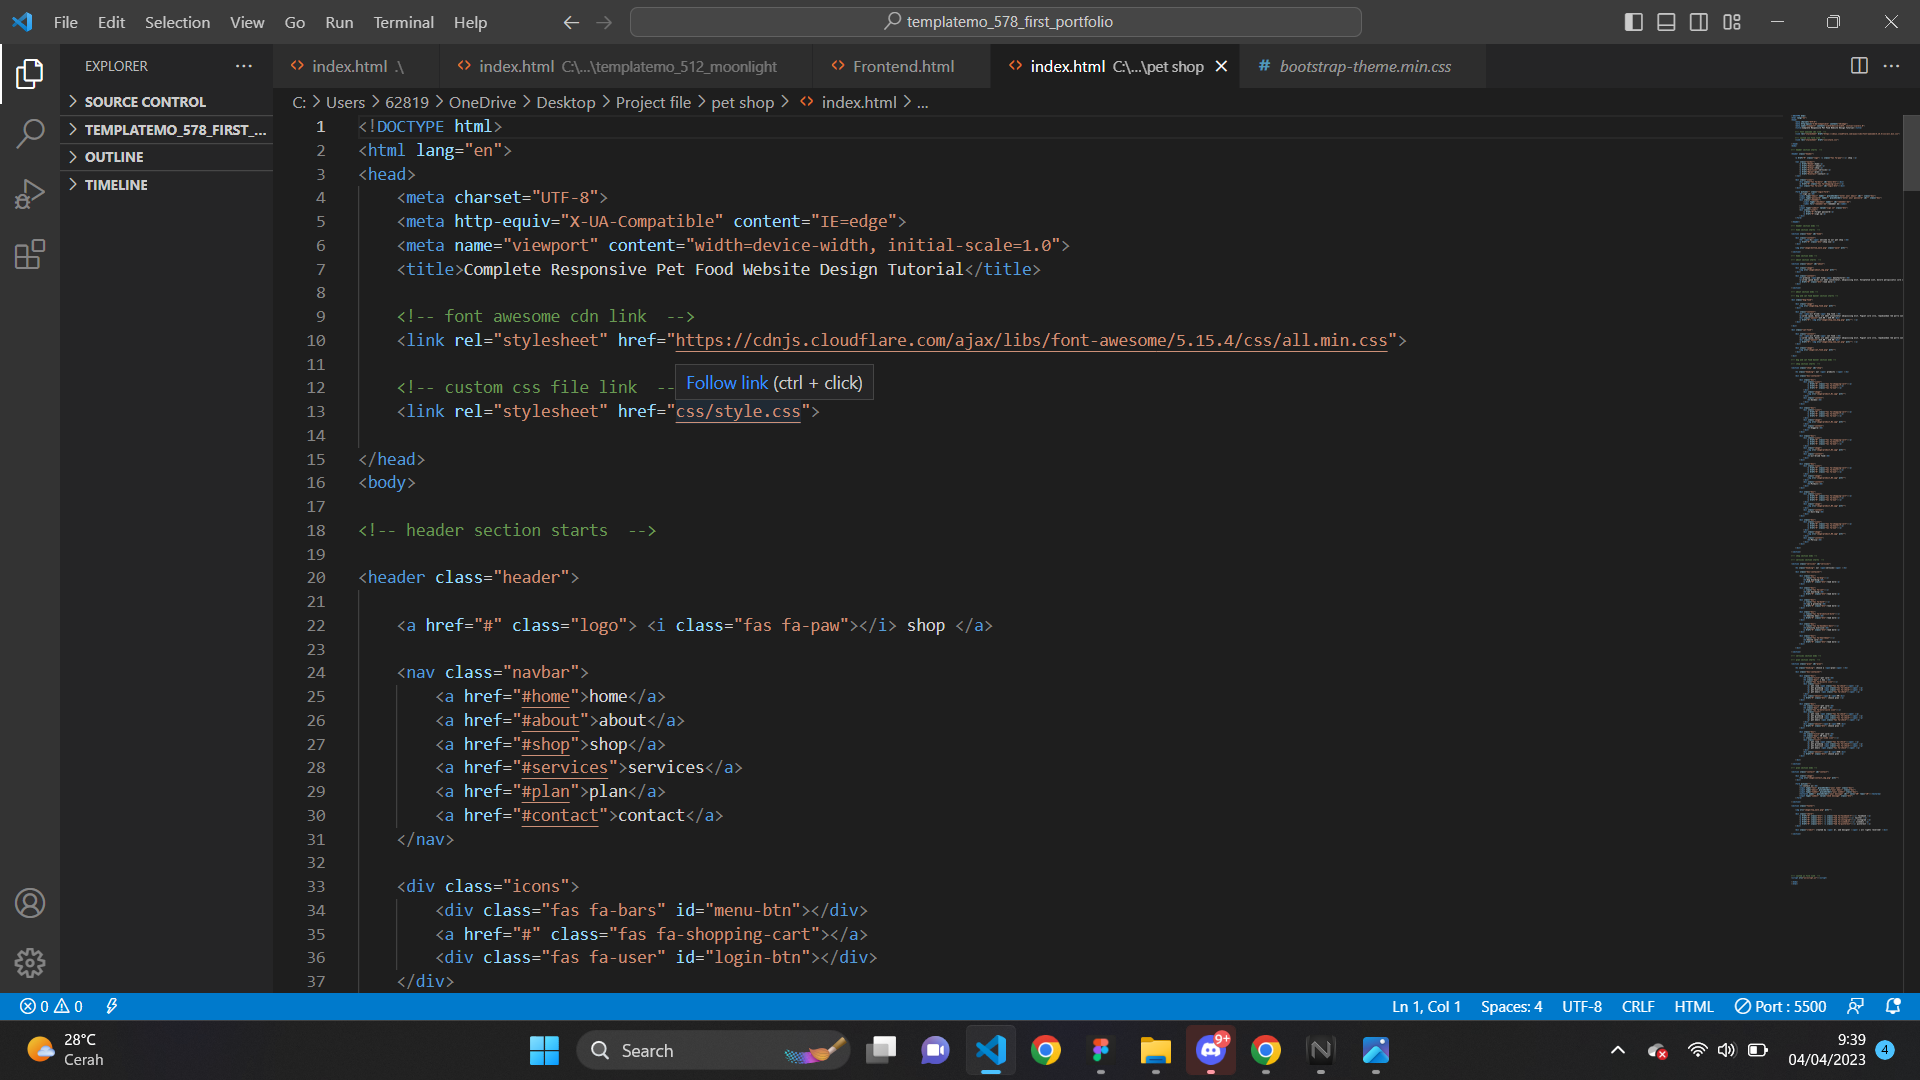 File Edit Selection View Go Run Terminal Help
templatemo_578_first_portfolio
EXPLORER
index.html .\
index.html C:\...\templatemo_512_moonlight
Frontend.html
index.html C:\...\pet shop
bootstrap-theme.min.css
C: > Users > 62819 > OneDrive > Desktop > Project file > pet shop > index.html > ...
SOURCE CONTROL
TEMPLATEMO_578_FIRST_...
OUTLINE
TIMELINE
1 <!DOCTYPE html>
2 <html lang="en">
3 <head>
4 <meta charset="UTF-8">
5 <meta http-equiv="X-UA-Compatible" content="IE=edge">
6 <meta name="viewport" content="width=device-width, initial-scale=1.0">
7 <title>Complete Responsive Pet Food Website Design Tutorial</title>
8
9 <!-- font awesome cdn link  -->
10 <link rel="stylesheet" href="https://cdnjs.cloudflare.com/ajax/libs/font-awesome/5.15.4/css/all.min.css">
11
Follow link (ctrl + click)
12 <!-- custom css file link  --
13 <link rel="stylesheet" href="css/style.css">
14
15 </head>
16 <body>
17
18 <!-- header section starts  -->
19
20 <header class="header">
21
22 <a href="#" class="logo"> <i class="fas fa-paw"></i> shop </a>
23
24 <nav class="navbar">
25 <a href="#home">home</a>
26 <a href="#about">about</a>
27 <a href="#shop">shop</a>
28 <a href="#services">services</a>
29 <a href="#plan">plan</a>
30 <a href="#contact">contact</a>
31 </nav>
32
33 <div class="icons">
34 <div class="fas fa-bars" id="menu-btn"></div>
35 <a href="#" class="fas fa-shopping-cart"></a>
36 <div class="fas fa-user" id="login-btn"></div>
37 </div>
0 0
Ln 1, Col 1 Spaces: 4 UTF-8 CRLF HTML Port : 5500
28°C
Cerah
Search
9+
9:39
04/04/2023
4